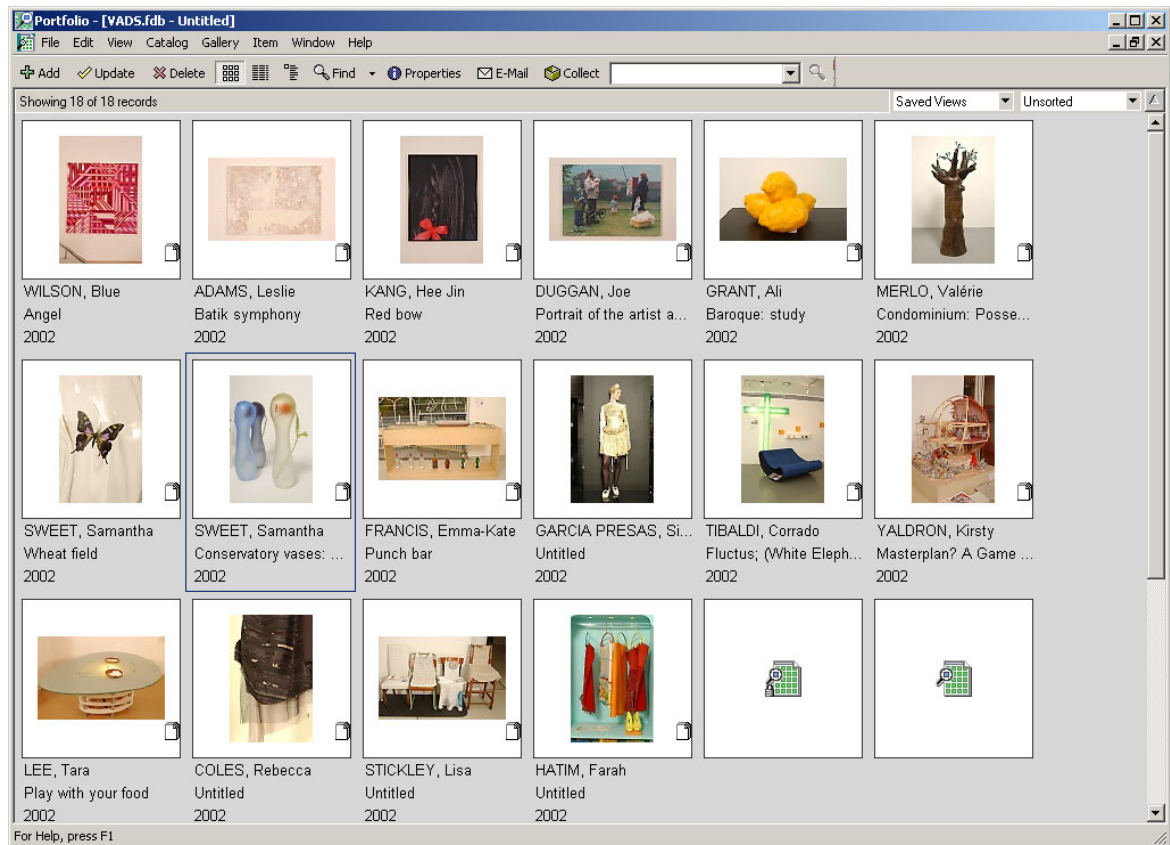 Portfolio - [VADS.fdb - Untitled]
File Edit View Catalog Gallery Item Window Help
Add Update Delete Find Properties E-Mail Collect
Showing 18 of 18 records Saved Views Unsorted
WILSON, Blue
Angel
2002
ADAMS, Leslie
Batik symphony
2002
KANG, Hee Jin
Red bow
2002
DUGGAN, Joe
Portrait of the artist a...
2002
GRANT, Ali
Baroque: study
2002
MERLO, Valérie
Condominium: Posse...
2002
SWEET, Samantha
Wheat field
2002
SWEET, Samantha
Conservatory vases: ...
2002
FRANCIS, Emma-Kate
Punch bar
2002
GARCIA PRESAS, Si...
Untitled
2002
TIBALDI, Corrado
Fluctus; (White Eleph...
2002
YALDRON, Kirsty
Masterplan? A Game ...
2002
LEE, Tara
Play with your food
2002
COLES, Rebecca
Untitled
2002
STICKLEY, Lisa
Untitled
2002
HATIM, Farah
Untitled
2002
For Help, press F1